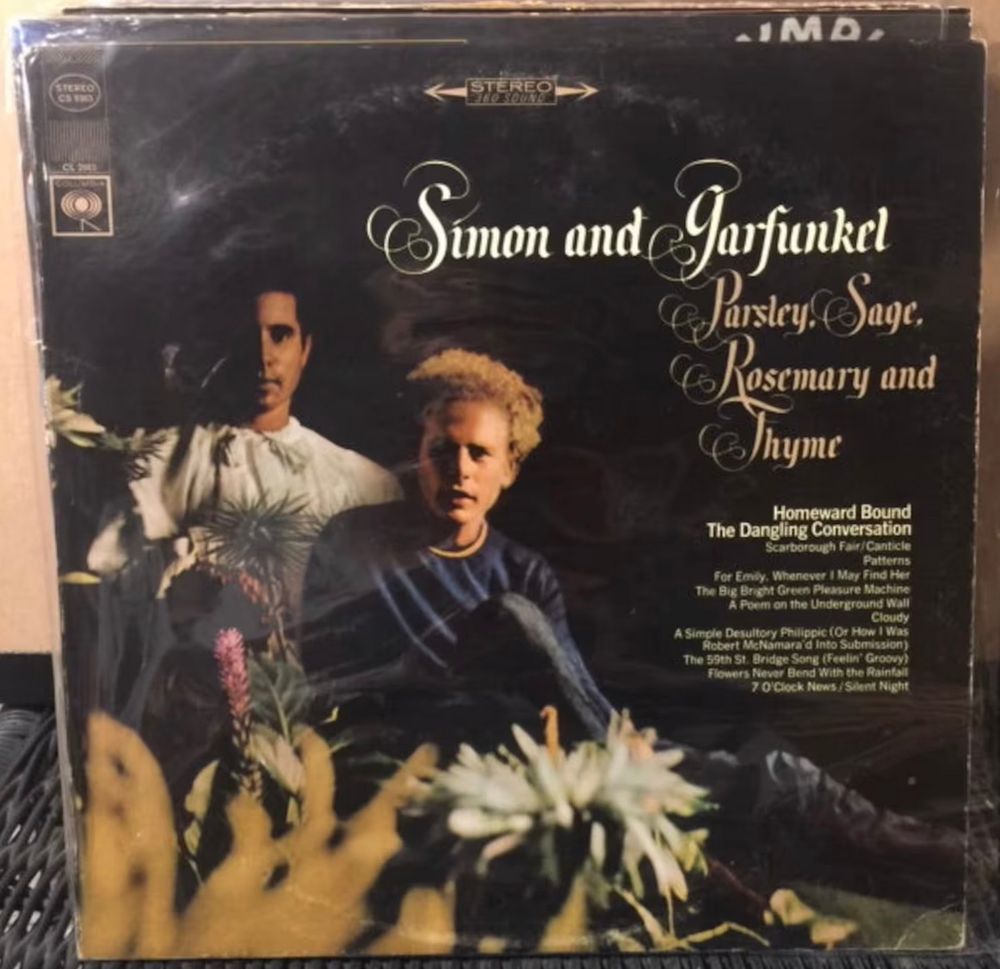 STEREO
CS 9363
STEREO
360 SOUND
CL 2563
COLUMBIA
Simon and Garfunkel
Parsley, Sage,
Rosemary and
Thyme
Homeward Bound
The Dangling Conversation
Scarborough Fair/Canticle
Patterns
For Emily, Whenever I May Find Her
The Big Bright Green Pleasure Machine
A Poem on the Underground Wall
Cloudy
A Simple Desultory Philippic (Or How I Was
Robert McNamara'd Into Submission)
The 59th St. Bridge Song (Feelin' Groovy)
Flowers Never Bend With the Rainfall
7 O'Clock News/Silent Night